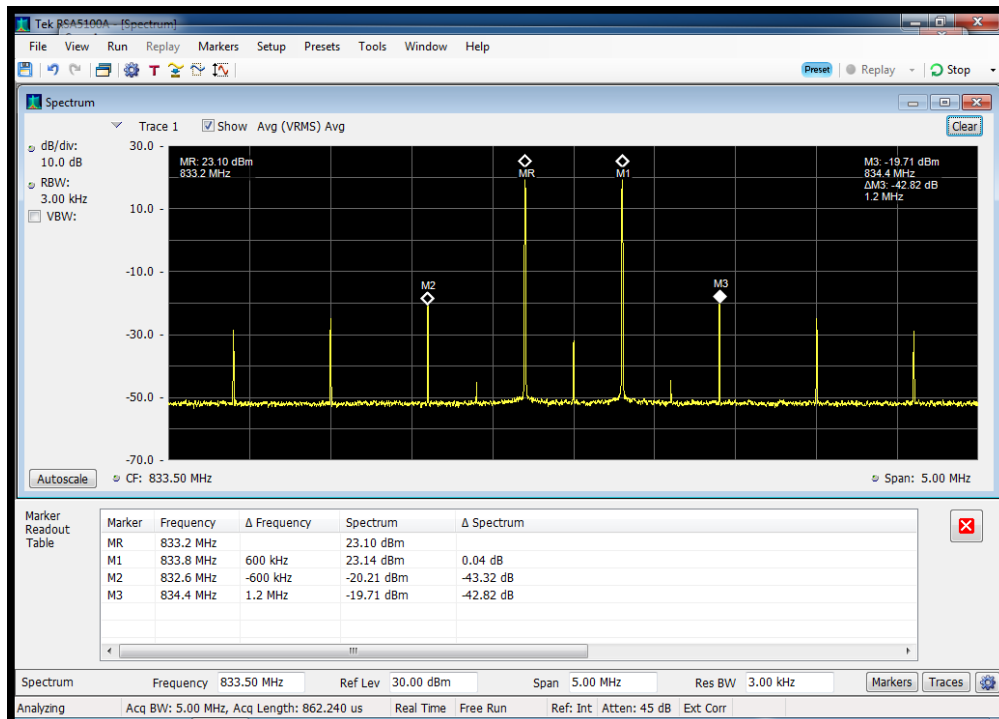 Tek RSA5100A - [Spectrum]
File View Run Replay Markers Setup Presets Tools Window Help
T Preset Replay Stop
Spectrum
Trace 1 Show Avg (VRMS) Avg Clear
dB/div:
10.0 dB
RBW:
3.00 kHz
VBW:
30.0
10.0
-10.0
-30.0
-50.0
-70.0
MR: 23.10 dBm
833.2 MHz
MR M1
M3: -19.71 dBm
834.4 MHz
ΔM3: -42.82 dB
1.2 MHz
M2 M3
Autoscale CF: 833.50 MHz Span: 5.00 MHz
Marker
Readout
Table
Marker Frequency Δ Frequency Spectrum Δ Spectrum
MR 833.2 MHz 23.10 dBm
M1 833.8 MHz 600 kHz 23.14 dBm 0.04 dB
M2 832.6 MHz -600 kHz -20.21 dBm -43.32 dB
M3 834.4 MHz 1.2 MHz -19.71 dBm -42.82 dB
Spectrum Frequency 833.50 MHz Ref Lev 30.00 dBm Span 5.00 MHz Res BW 3.00 kHz Markers Traces
Analyzing Acq BW: 5.00 MHz, Acq Length: 862.240 us Real Time Free Run Ref: Int Atten: 45 dB Ext Corr